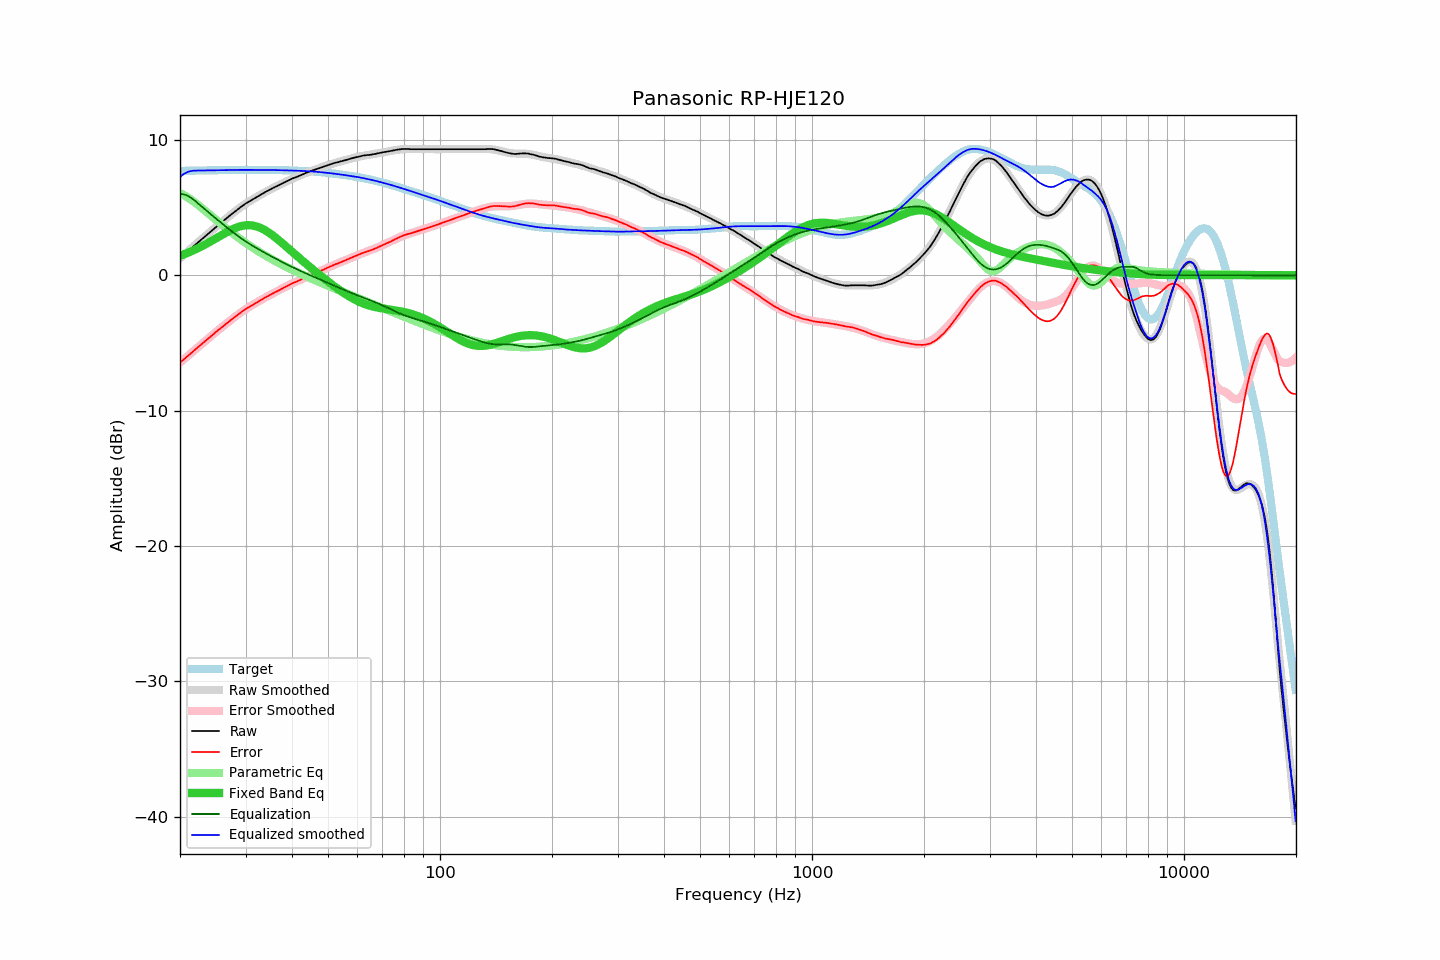 Panasonic RP-HJE120
10
0
−10
−20
−30
−40
Amplitude (dBr)
Target
Raw Smoothed
Error Smoothed
Raw
Error
Parametric Eq
Fixed Band Eq
Equalization
Equalized smoothed
100
1000
10000
Frequency (Hz)